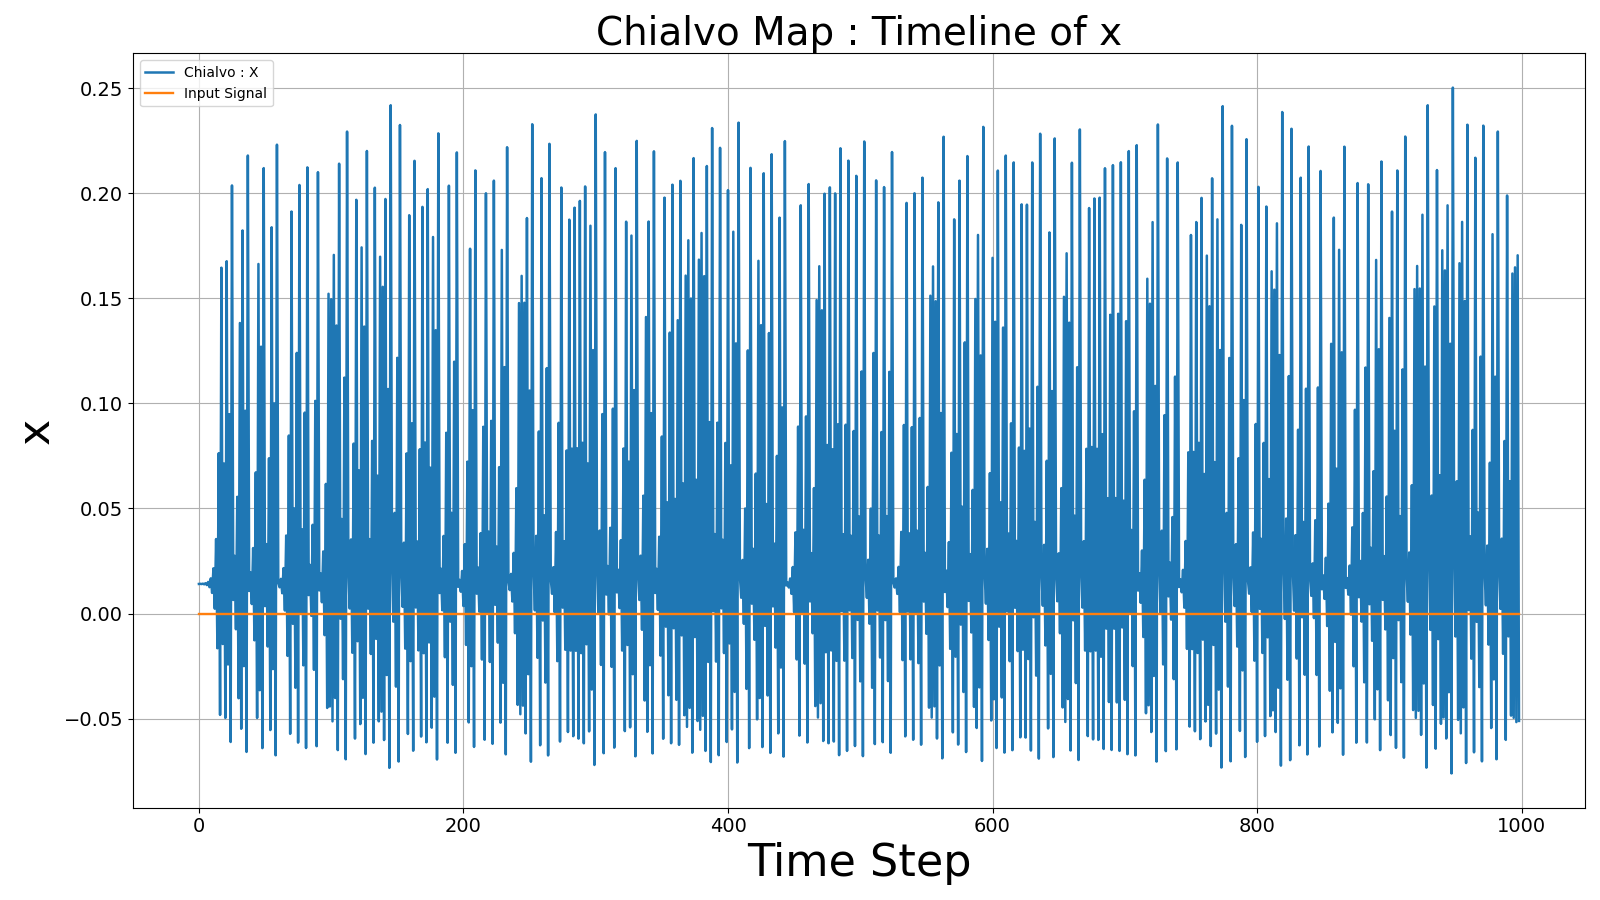 Chialvo Map : Timeline of x
Chialvo : X
Input Signal
0.25
0.20
0.15
0.10
0.05
0.00
−0.05
x
0 200 400 600 800 1000
Time Step